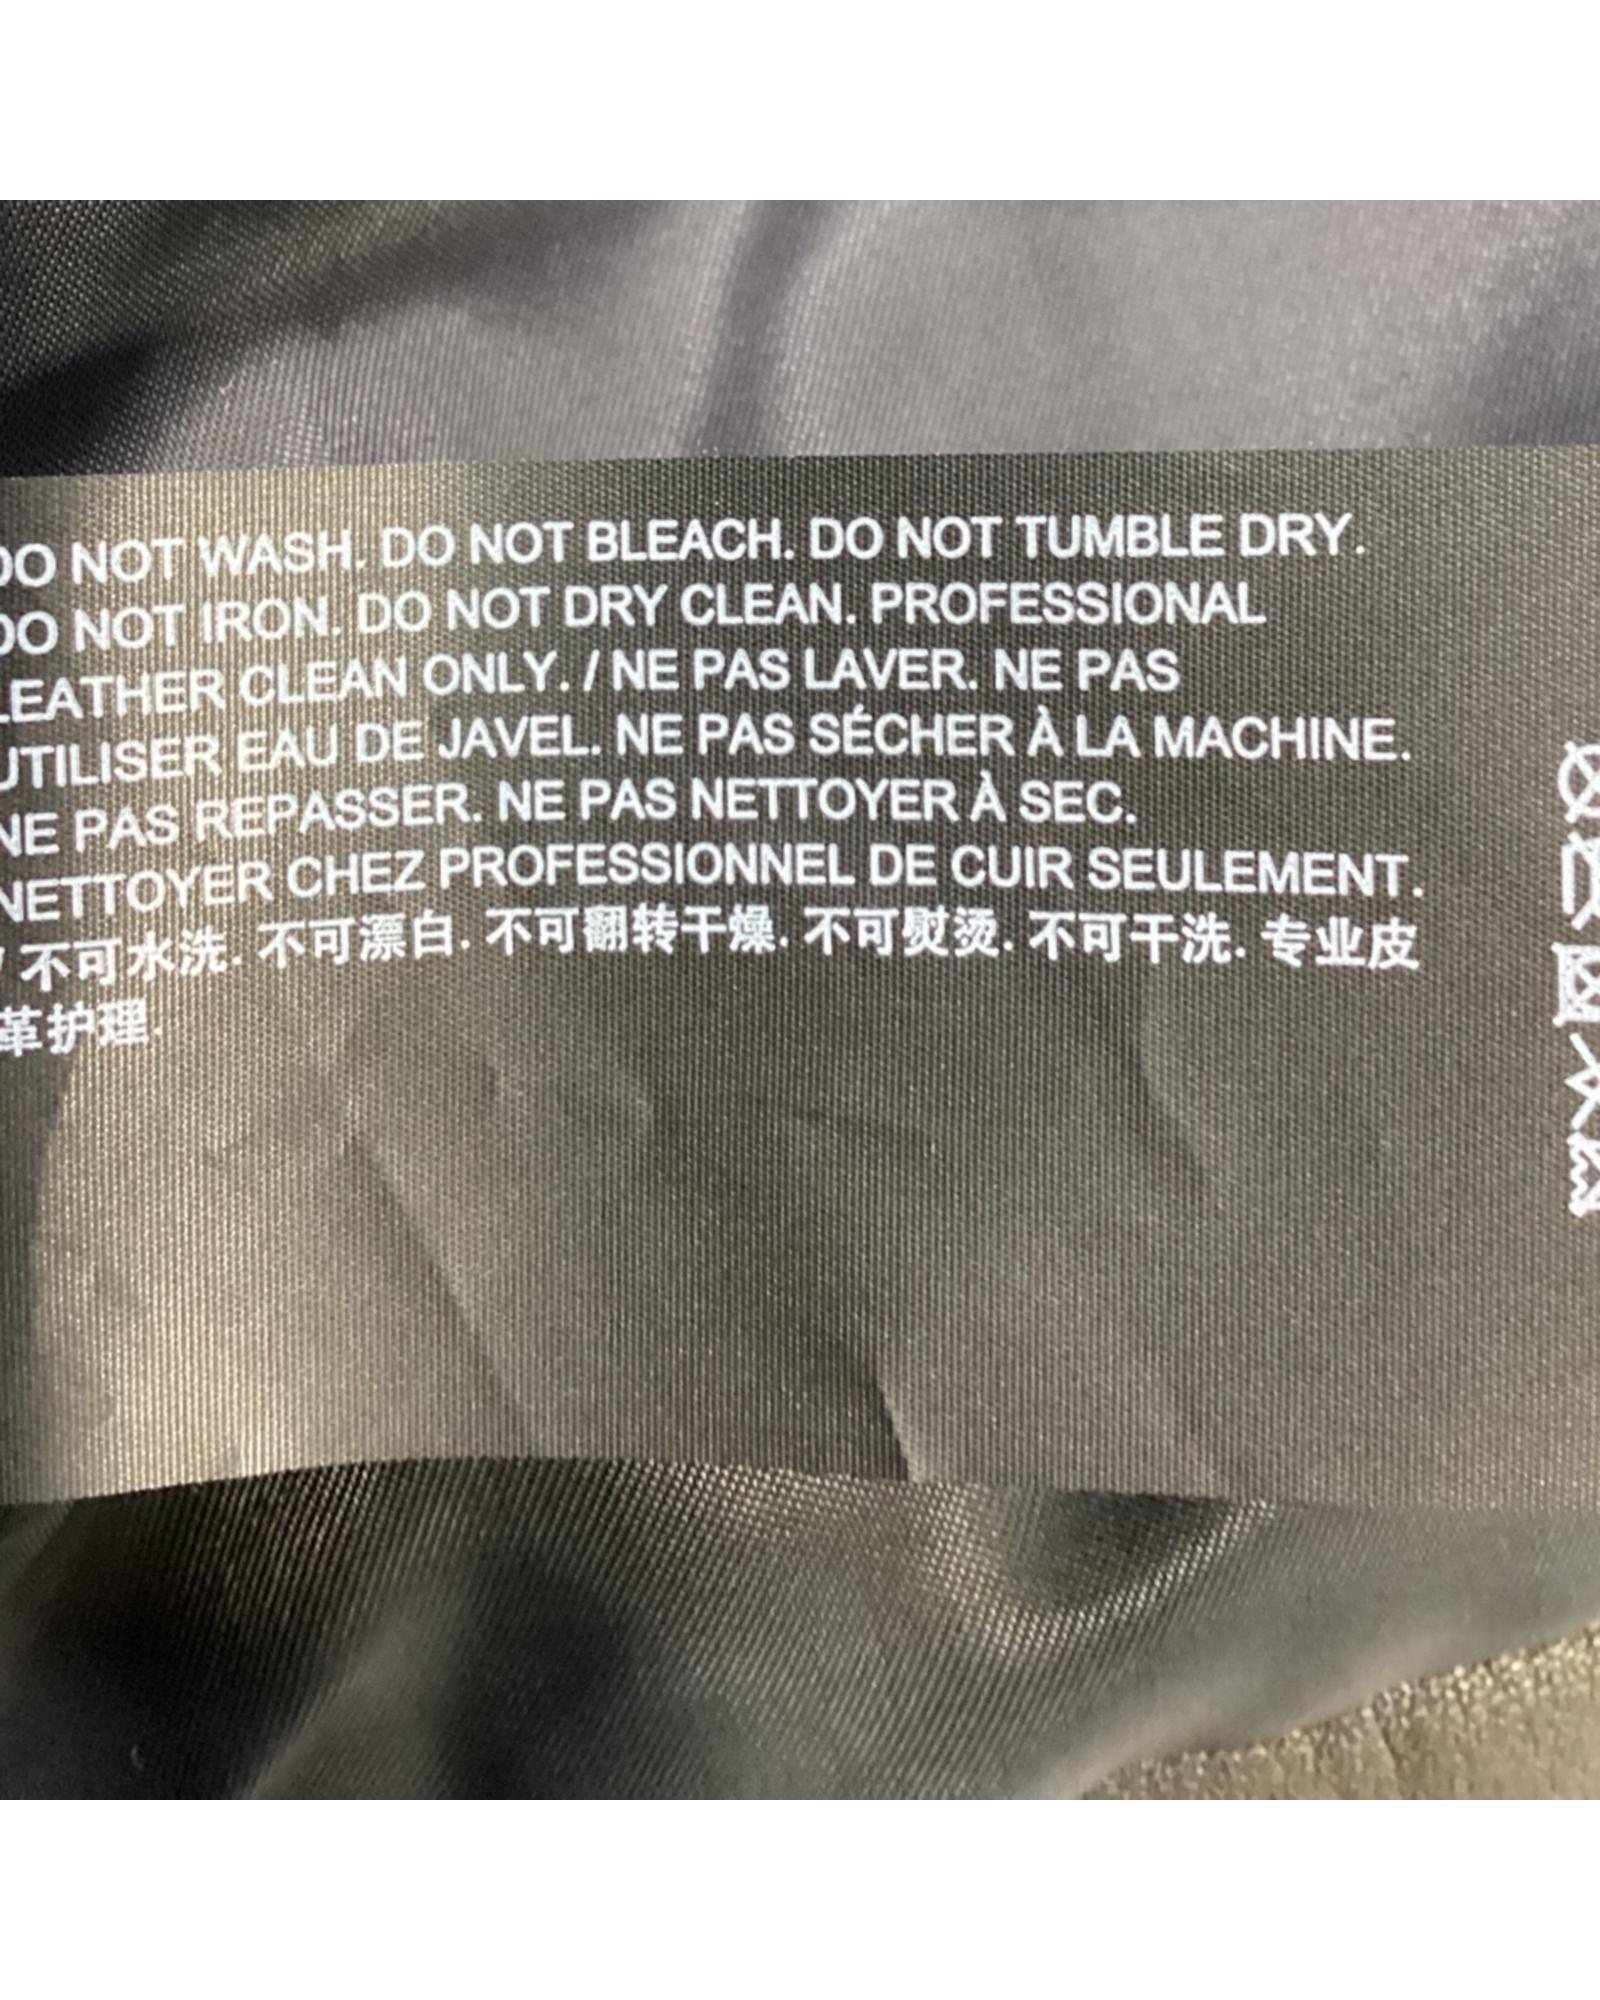 DO NOT WASH. DO NOT BLEACH. DO NOT TUMBLE DRY.
DO NOT IRON. DO NOT DRY CLEAN. PROFESSIONAL
LEATHER CLEAN ONLY. / NE PAS LAVER. NE PAS
UTILISER EAU DE JAVEL. NE PAS SÉCHER À LA MACHINE.
NE PAS REPASSER. NE PAS NETTOYER À SEC.
NETTOYER CHEZ PROFESSIONNEL DE CUIR SEULEMENT.
/ 不可水洗. 不可漂白. 不可翻转干燥. 不可熨烫. 不可干洗. 专业皮
革护理.